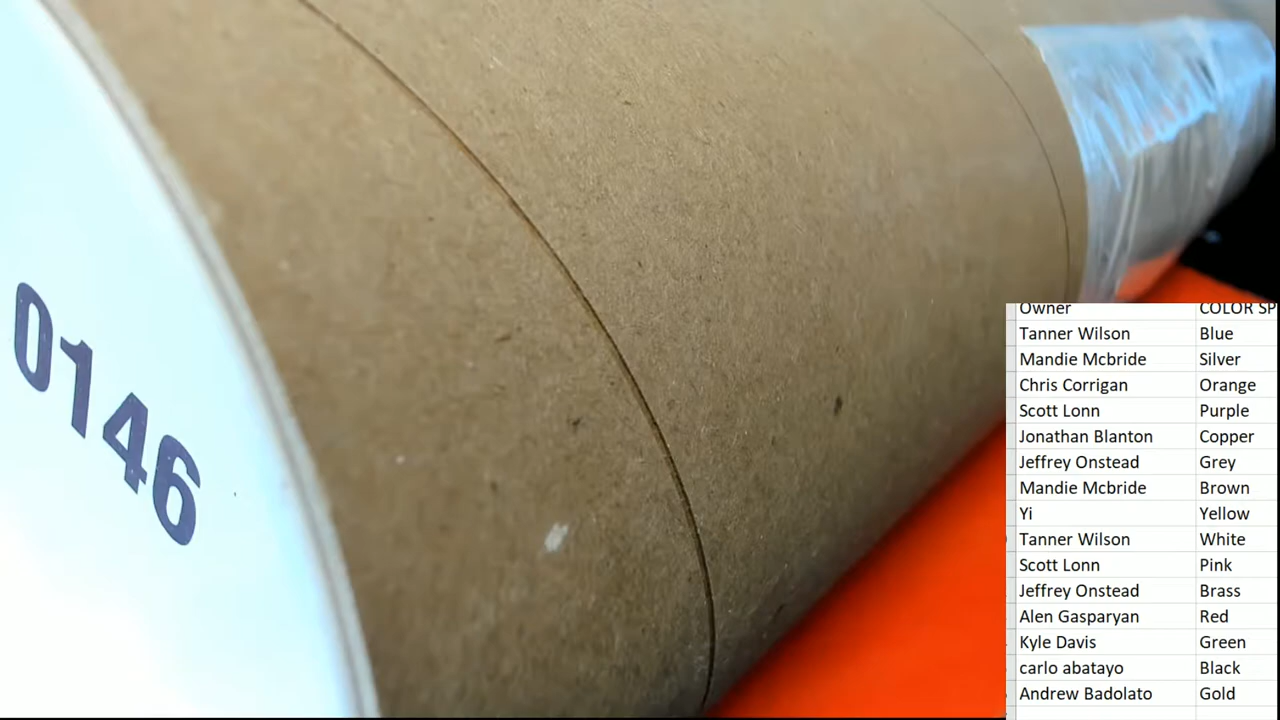 0146
Owner COLOR SP
Tanner Wilson Blue
Mandie Mcbride Silver
Chris Corrigan Orange
Scott Lonn Purple
Jonathan Blanton Copper
Jeffrey Onstead Grey
Mandie Mcbride Brown
Yi Yellow
Tanner Wilson White
Scott Lonn Pink
Jeffrey Onstead Brass
Alen Gasparyan Red
Kyle Davis Green
carlo abatayo Black
Andrew Badolato Gold